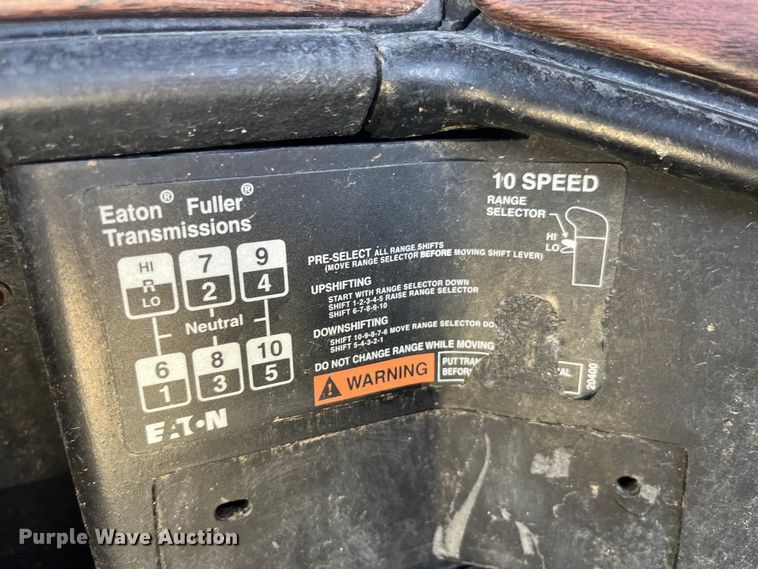 Eaton® Fuller®
Transmissions
HI
R
LO
7
2
9
4
Neutral
6
1
8
3
10
5
EATON
10 SPEED
RANGE
SELECTOR
HI
LO
PRE-SELECT ALL RANGE SHIFTS
(MOVE RANGE SELECTOR BEFORE MOVING SHIFT LEVER)
UPSHIFTING
START WITH RANGE SELECTOR DOWN
SHIFT 1-2-3-4-5 RAISE RANGE SELECTOR
SHIFT 6-7-8-9-10
DOWNSHIFTING
SHIFT 10-9-8-7-6 MOVE RANGE SELECTOR
SHIFT 5-4-3-2-1
DO NOT CHANGE RANGE WHILE MOVING
WARNING
PUT
20400
Purple Wave Auction